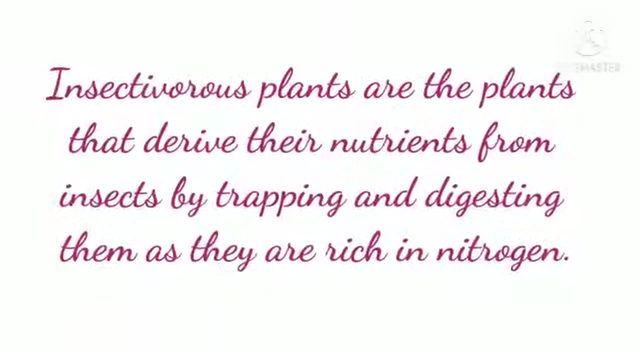 Insectivorous plants are the plants
that derive their nutrients from
insects by trapping and digesting
them as they are rich in nitrogen.